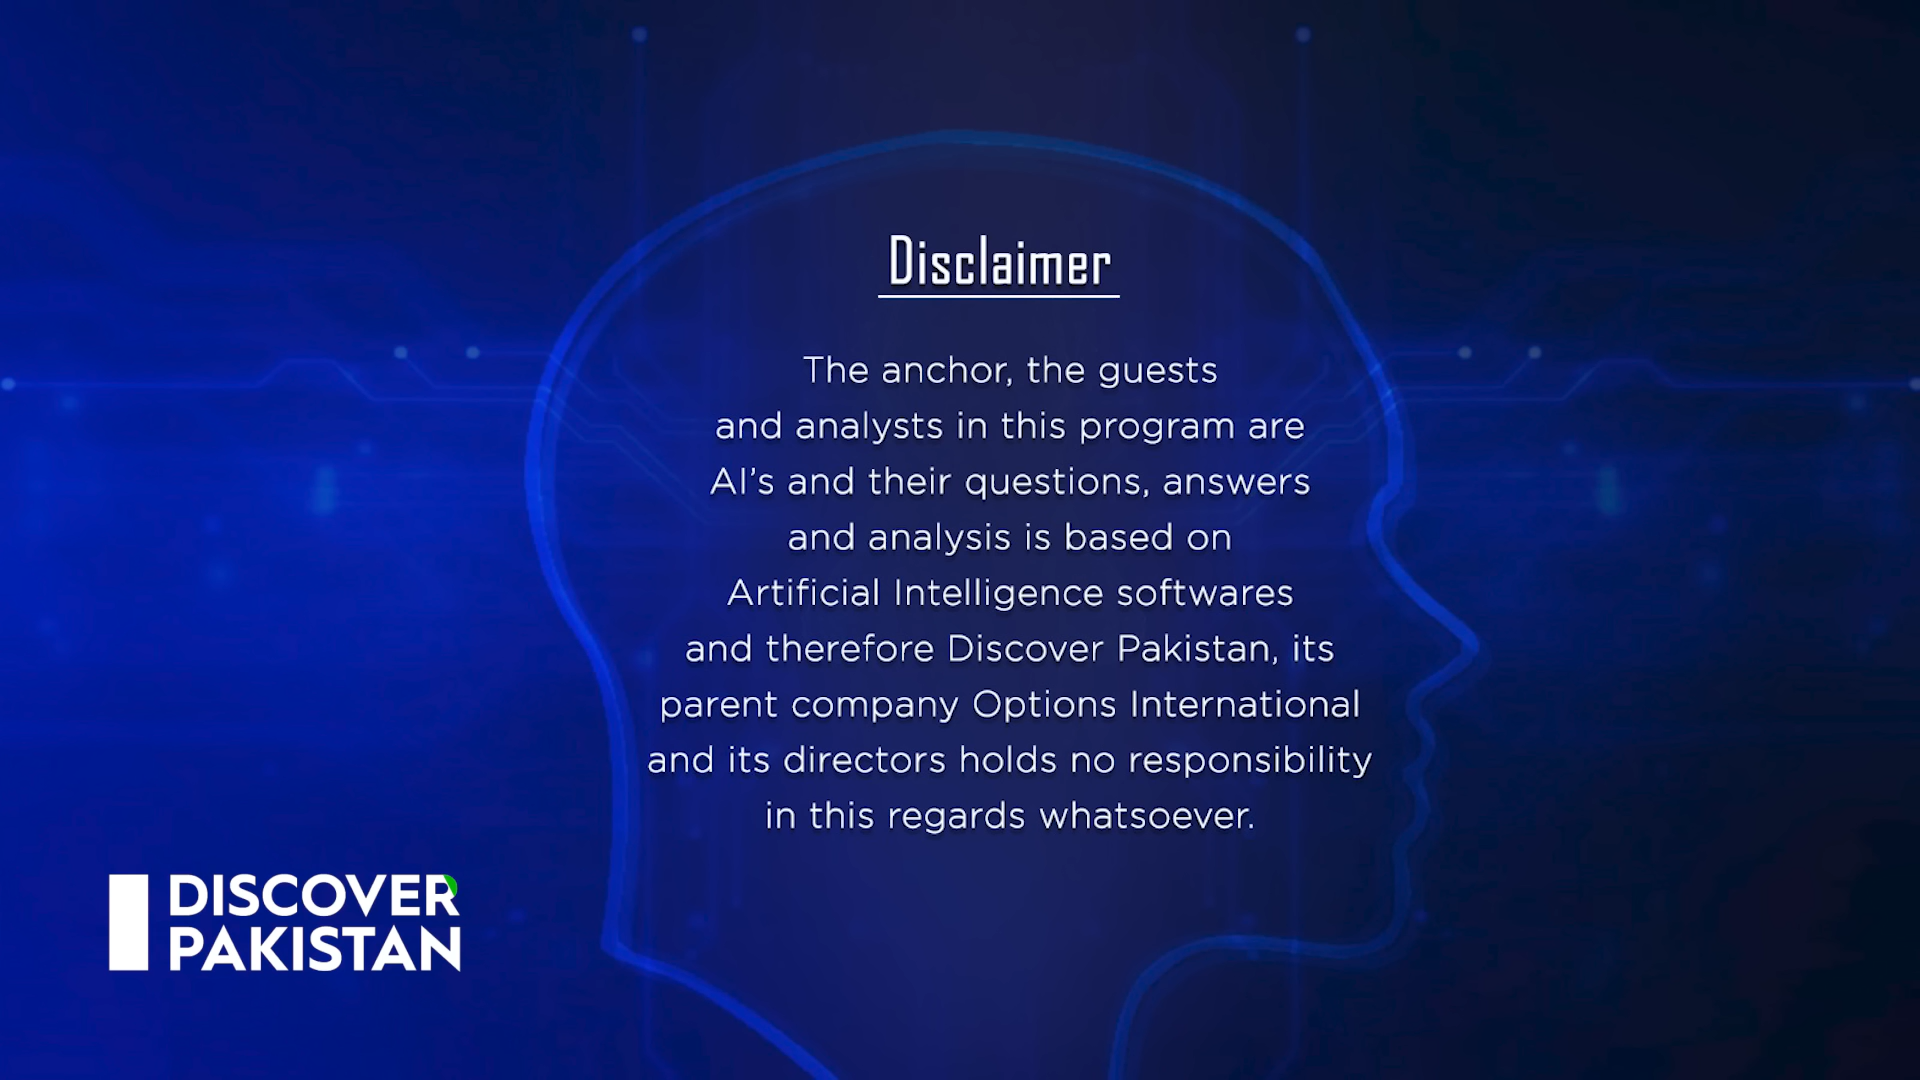 Disclaimer
The anchor, the guests
and analysts in this program are
AI’s and their questions, answers
and analysis is based on
Artificial Intelligence softwares
and therefore Discover Pakistan, its
parent company Options International
and its directors holds no responsibility
in this regards whatsoever.
DISCOVER
PAKISTAN